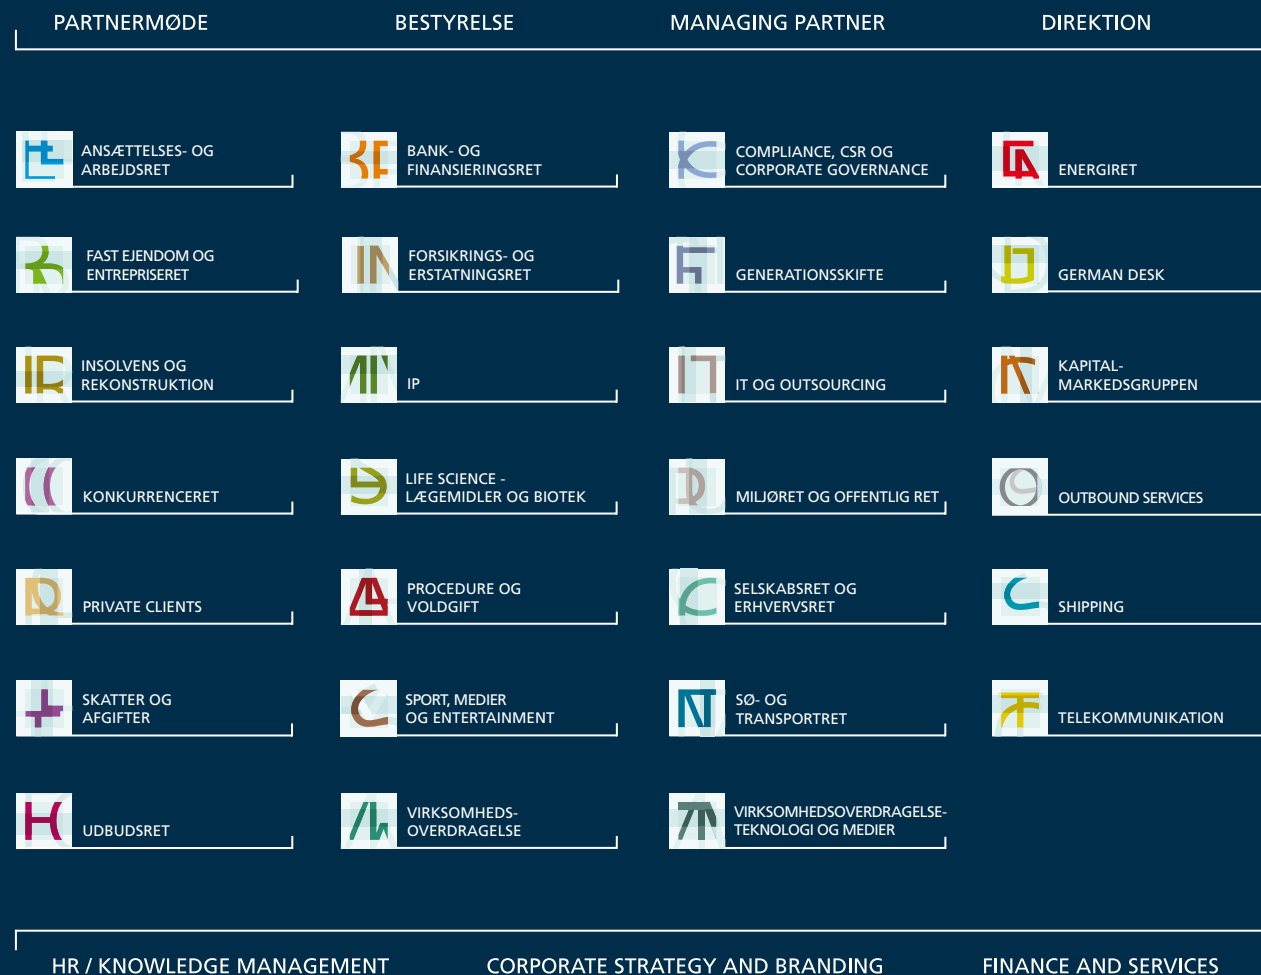 PARTNERMØDE
BESTYRELSE
MANAGING PARTNER
DIREKTION
ANSÆTTELSES- OG
ARBEJDSRET
BANK- OG
FINANSIERINGSRET
COMPLIANCE, CSR OG
CORPORATE GOVERNANCE
ENERGIRET
FAST EJENDOM OG
ENTREPRISERET
FORSIKRINGS- OG
ERSTATNINGSRET
GENERATIONSSKIFTE
GERMAN DESK
INSOLVENS OG
REKONSTRUKTION
IP
IT OG OUTSOURCING
KAPITAL-
MARKEDSGRUPPEN
KONKURRENCERET
LIFE SCIENCE -
LÆGEMIDLER OG BIOTEK
MILJØRET OG OFFENTLIG RET
OUTBOUND SERVICES
PRIVATE CLIENTS
PROCEDURE OG
VOLDGIFT
SELSKABSRET OG
ERHVERVSRET
SHIPPING
SKATTER OG
AFGIFTER
SPORT, MEDIER
OG ENTERTAINMENT
SØ- OG
TRANSPORTRET
TELEKOMMUNIKATION
UDBUDSRET
VIRKSOMHEDS-
OVERDRAGELSE
VIRKSOMHEDSOVERDRAGELSE-
TEKNOLOGI OG MEDIER
HR / KNOWLEDGE MANAGEMENT
CORPORATE STRATEGY AND BRANDING
FINANCE AND SERVICES